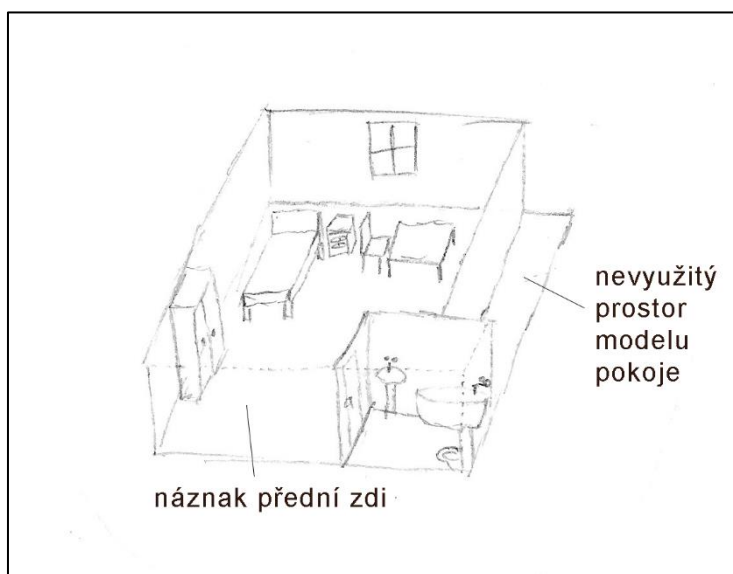 nevyužitý
prostor
modelu
pokoje
náznak přední zdi